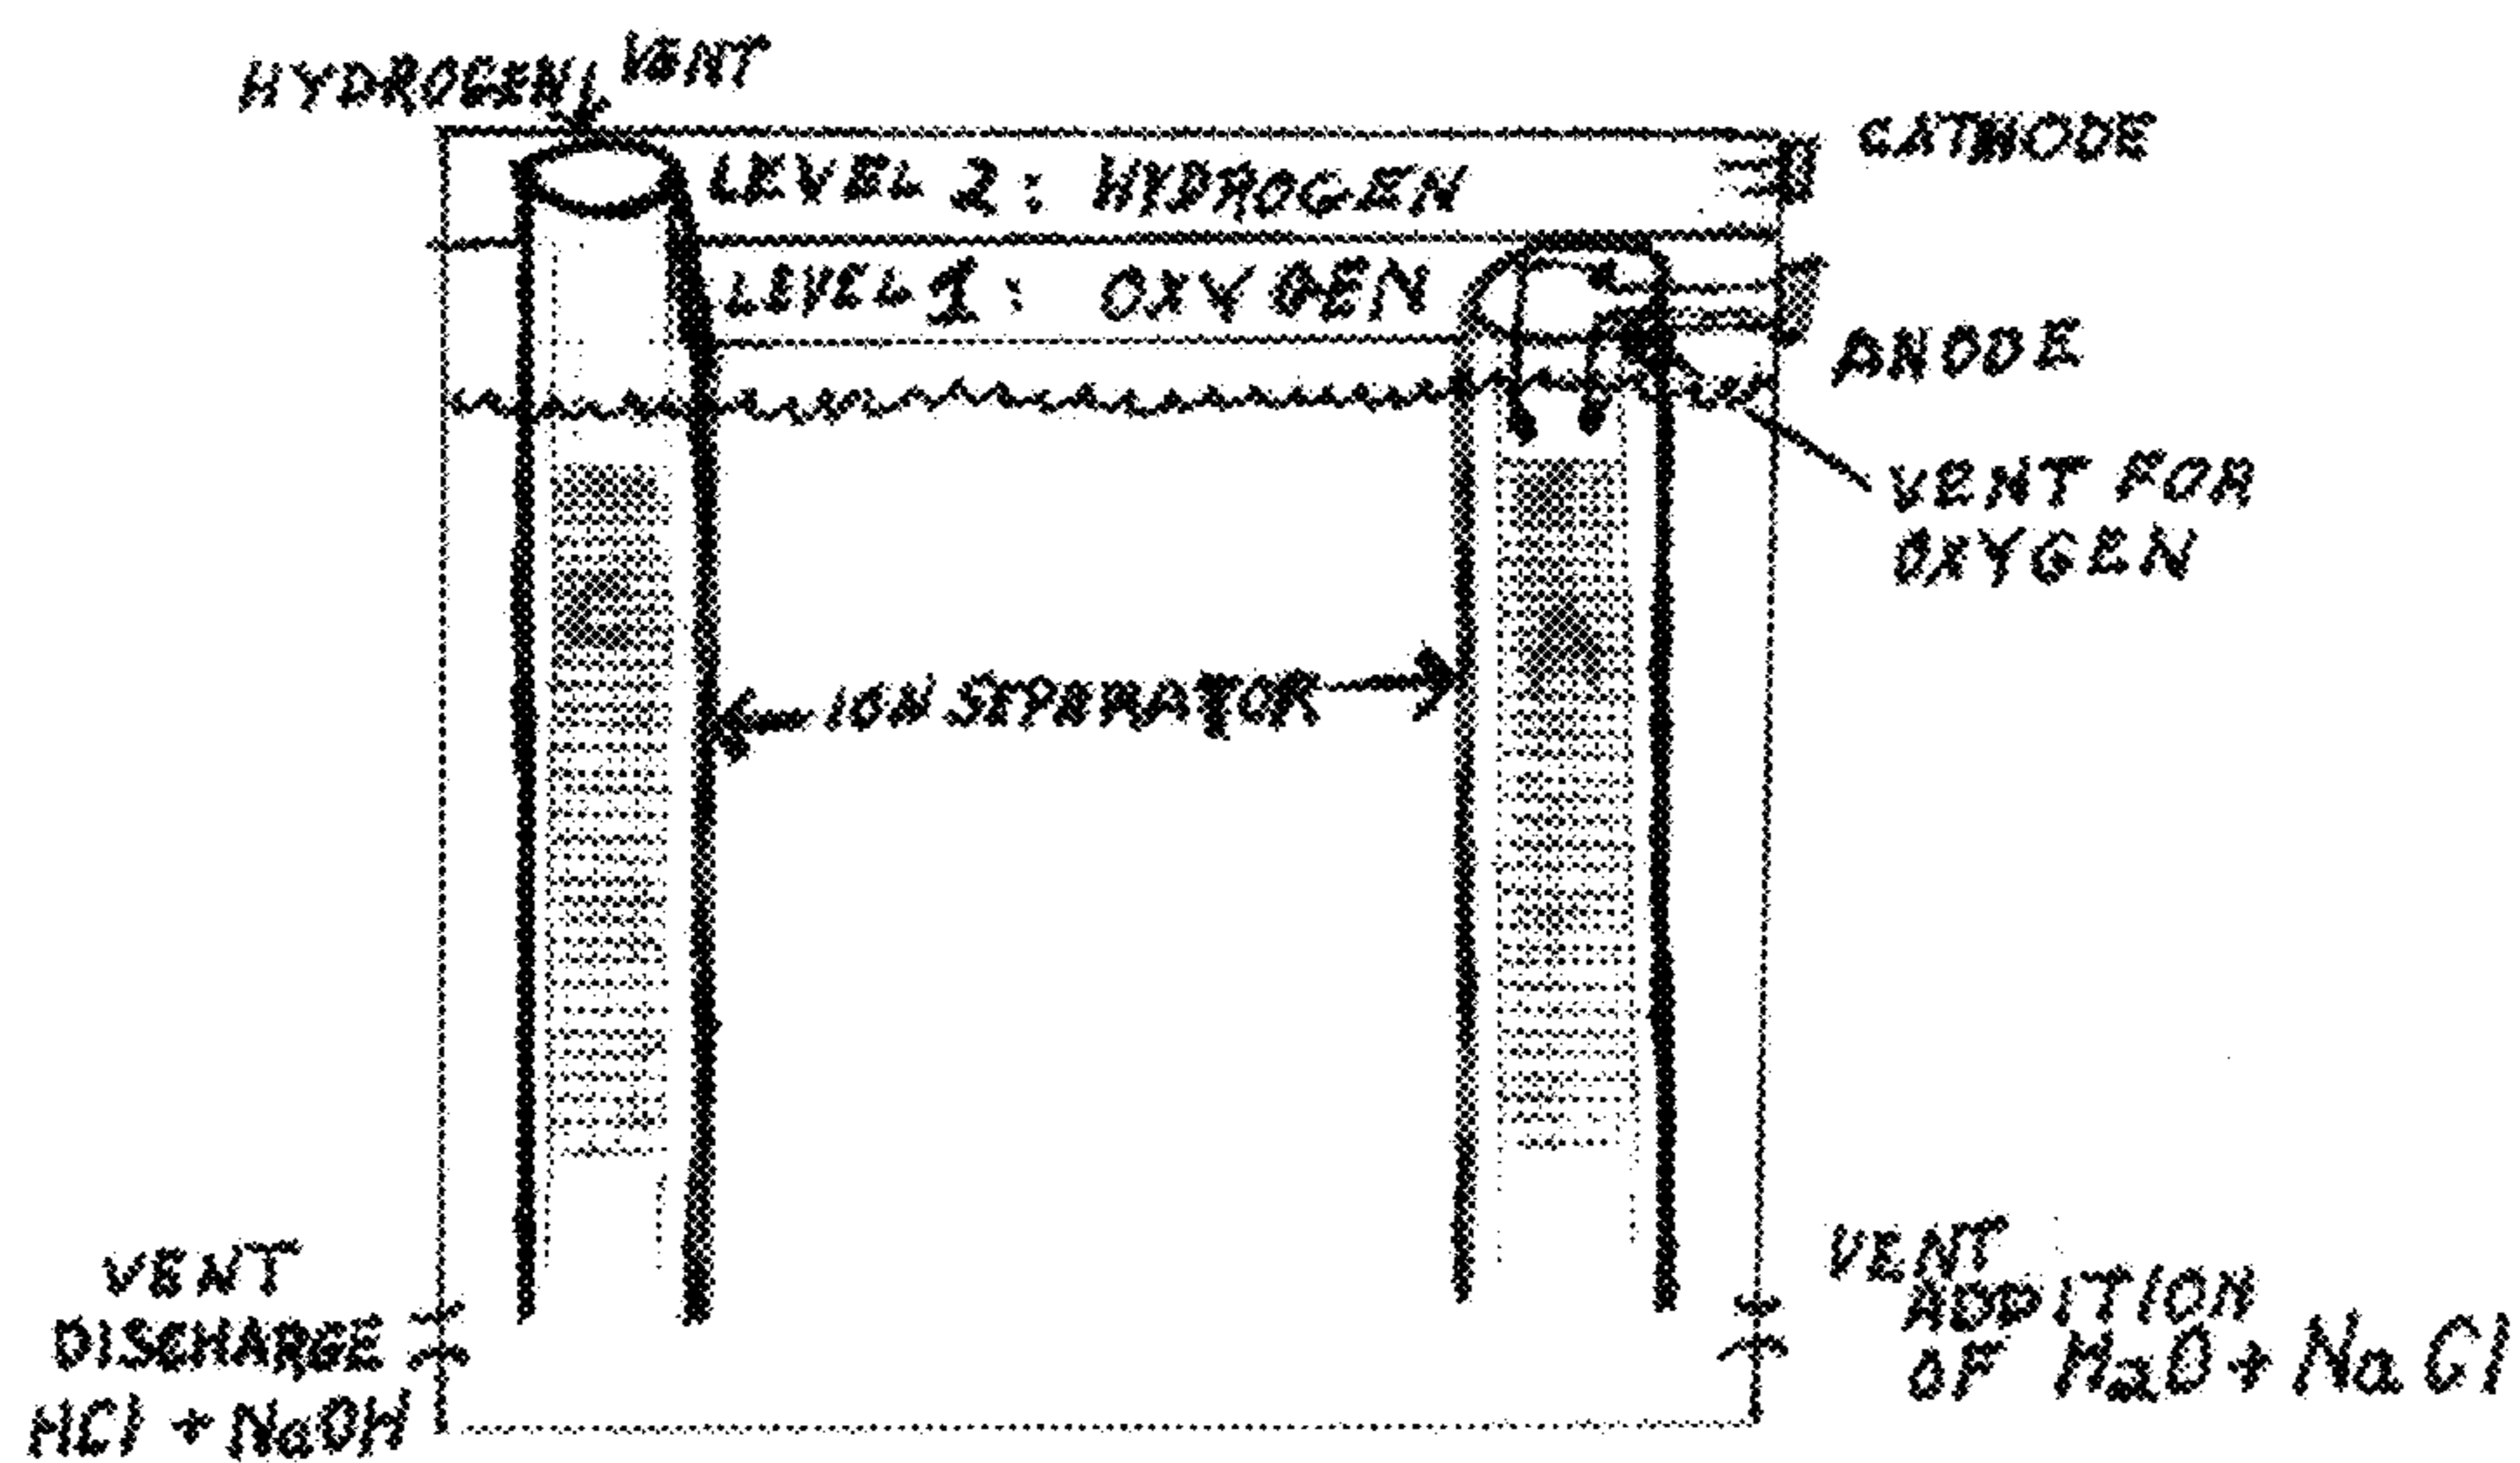 HYDROGEN VENT
CATHODE
LEVEL 2: HYDROGEN
LEVEL 1: OXYGEN
ANODE
VENT FOR
OXYGEN
ION SEPARATOR
VENT
DISCHARGE
HCl + NaOH
VENT
ADDITION
OF H2O + NaCl